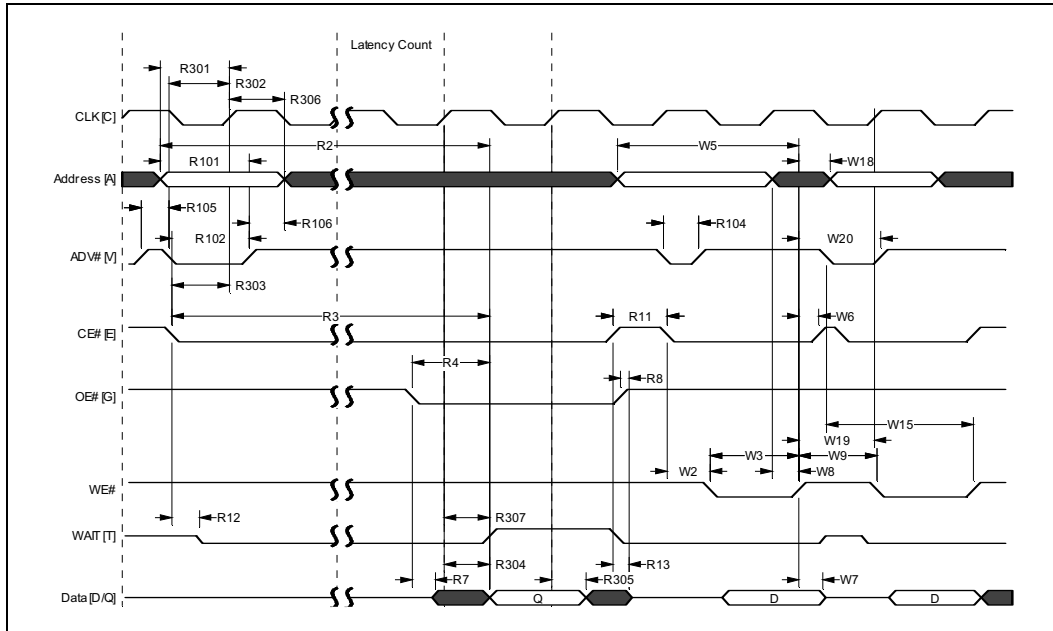 Latency Count
R301
R302
R306
CLK [C]
R2
W5
R101
W18
Address [A]
R105
R106
R104
R102
W20
ADV# [V]
R303
R3
R11
W6
CE# [E]
R4
R8
OE# [G]
W15
W19
W3
W9
W2
W8
WE#
R12
R307
WAIT [T]
R304
R13
R7
R305
W7
Data [D/Q]
Q
D
D